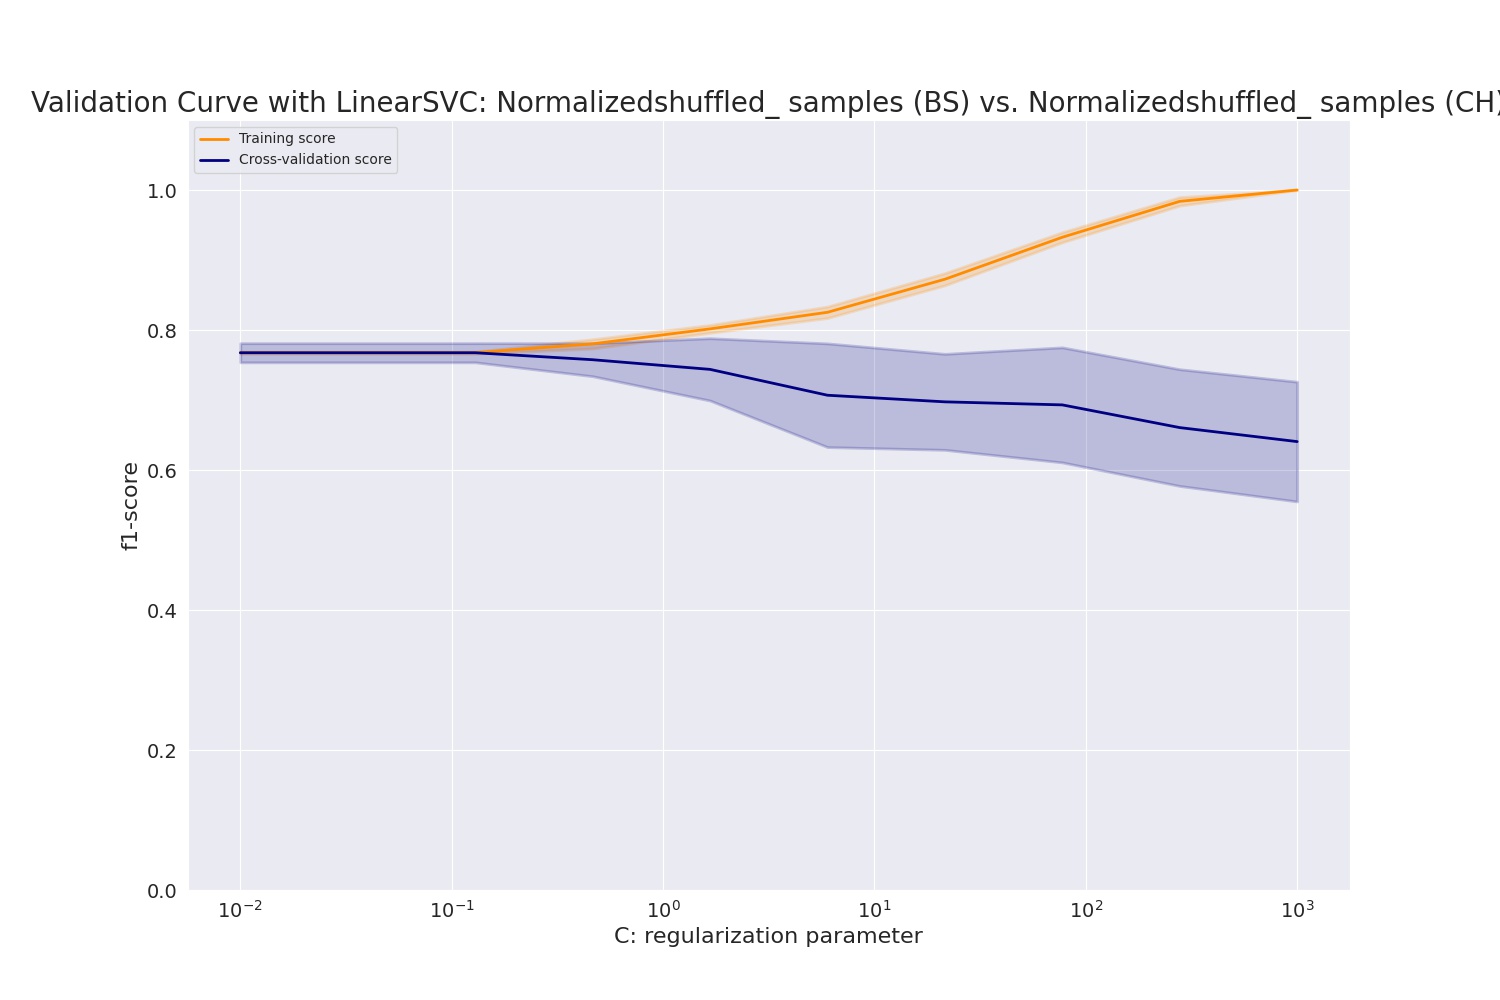 Validation Curve with LinearSVC: Normalizedshuffled_ samples (BS) vs. Normalizedshuffled_ samples (CH)
Training score
Cross-validation score
1.0
0.8
0.6
0.4
0.2
0.0
f1-score
10⁻² 10⁻¹ 10⁰ 10¹ 10² 10³
C: regularization parameter